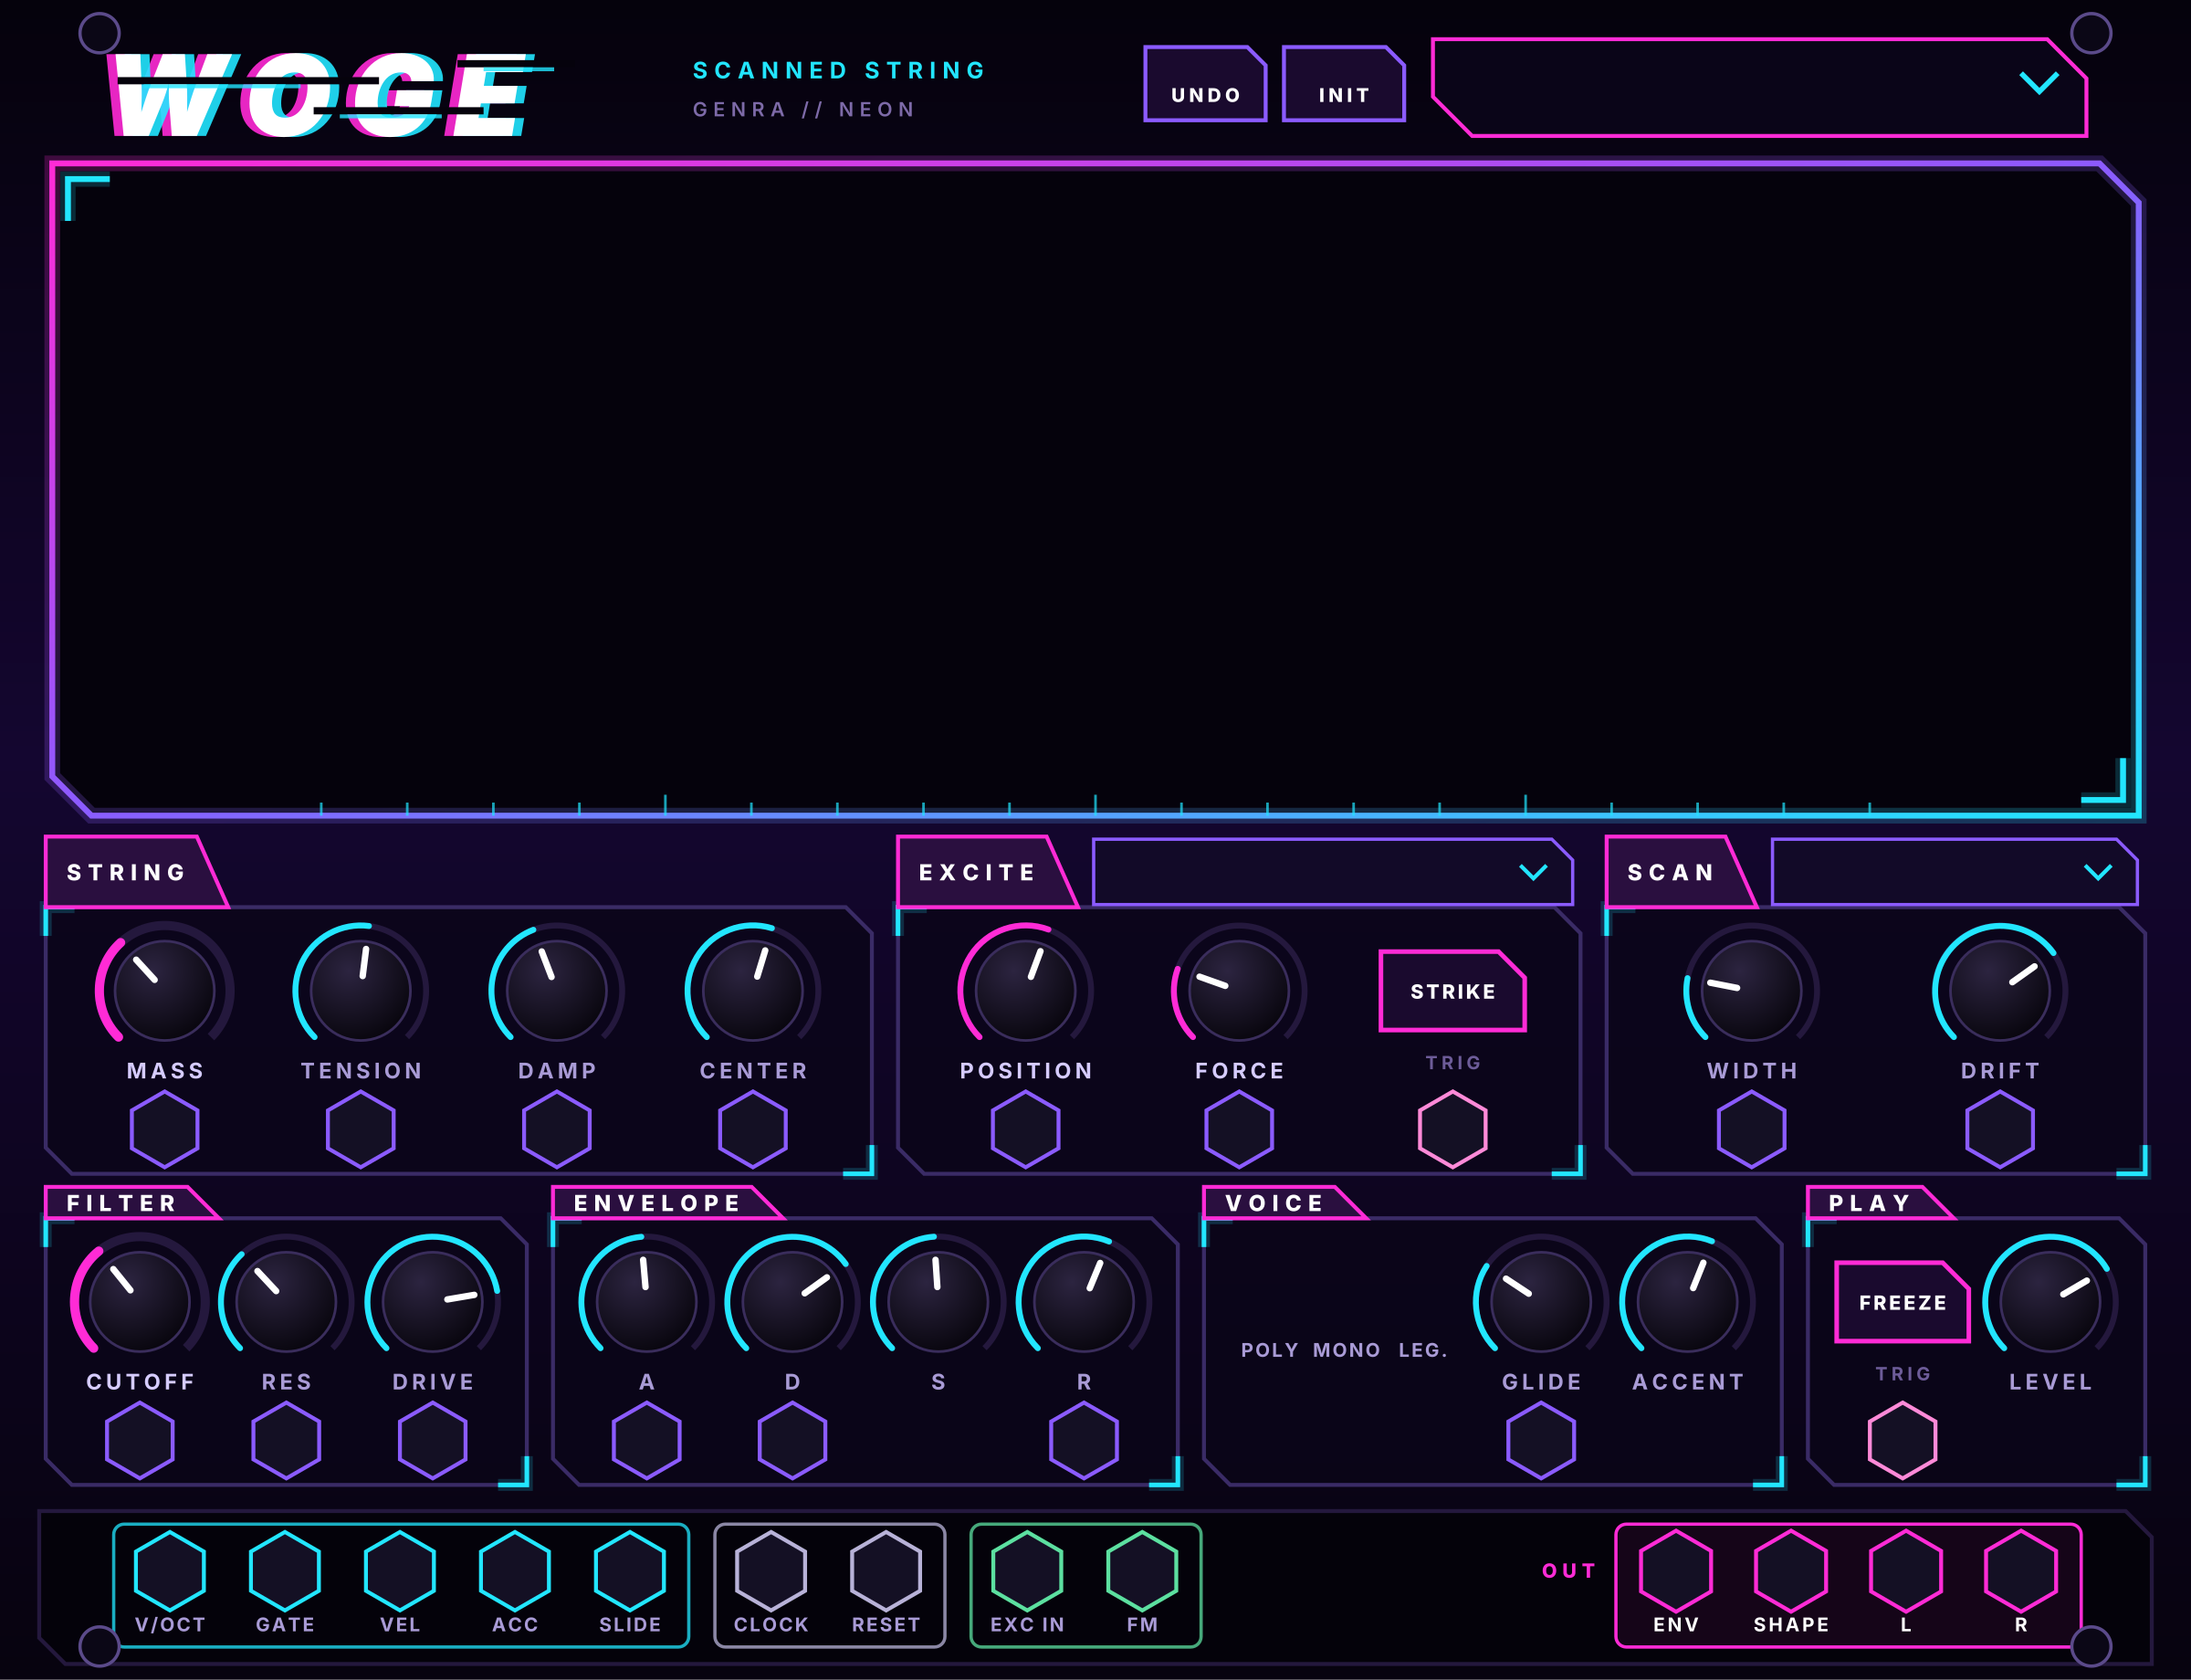 WOGE
SCANNED STRING
GENRA // NEON
UNDO
INIT
STRING
EXCITE
SCAN
MASS
TENSION
DAMP
CENTER
POSITION
FORCE
STRIKE
TRIG
WIDTH
DRIFT
FILTER
ENVELOPE
VOICE
PLAY
CUTOFF
RES
DRIVE
A
D
S
R
POLY MONO LEG.
GLIDE
ACCENT
FREEZE
TRIG
LEVEL
V/OCT
GATE
VEL
ACC
SLIDE
CLOCK
RESET
EXC IN
FM
OUT
ENV
SHAPE
L
R